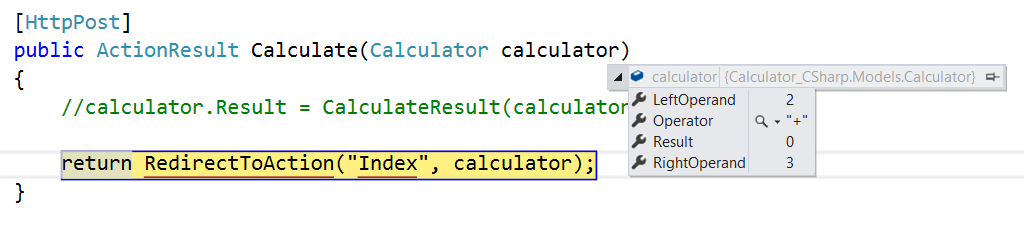 [HttpPost]
public ActionResult Calculate(Calculator calculator)
{
calculator {Calculator_CSharp.Models.Calculator}
//calculator.Result = CalculateResult(calculator
LeftOperand 2
Operator "+"
Result 0
RightOperand 3
return RedirectToAction("Index", calculator);
}